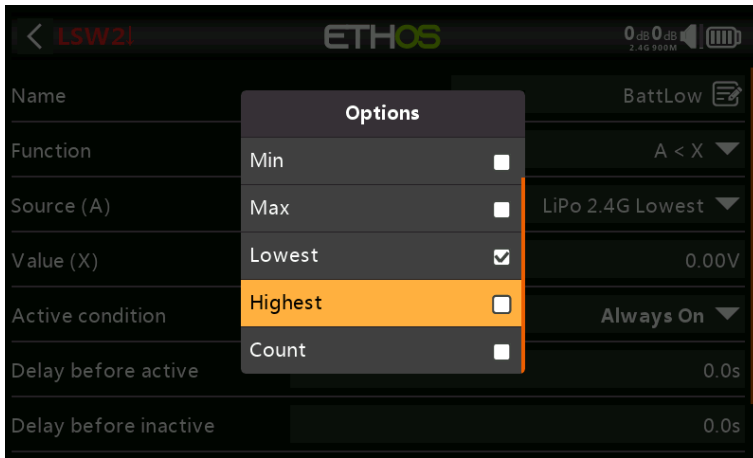 LSW2
ETHOS
0dB 0dB
2.4G 900M
Name
BattLow
Function
A < X
Source (A)
LiPo 2.4G Lowest
Value (X)
0.00V
Active condition
Always On
Delay before active
0.0s
Delay before inactive
0.0s
Options
Min
Max
Lowest
Highest
Count